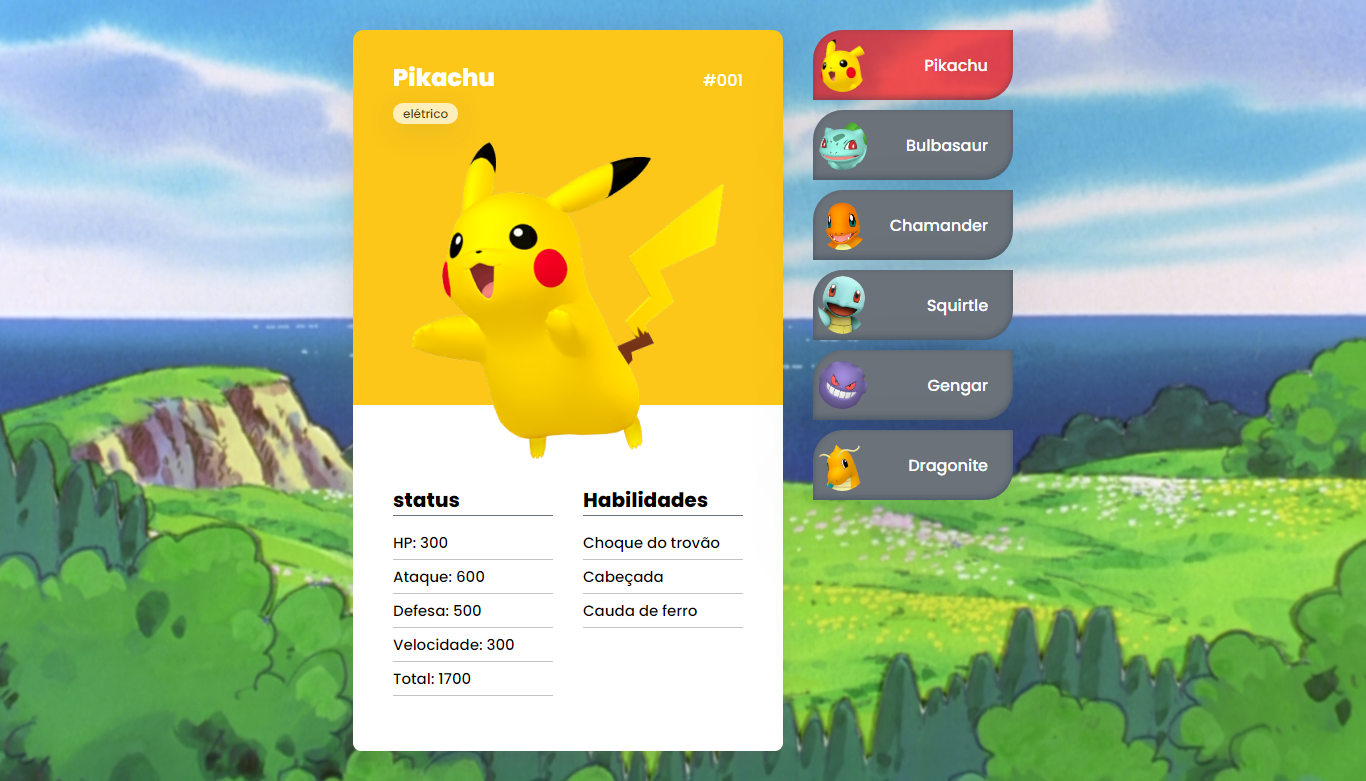 Pikachu
#001
elétrico
status
HP: 300
Ataque: 600
Defesa: 500
Velocidade: 300
Total: 1700
Habilidades
Choque do trovão
Cabeçada
Cauda de ferro
Pikachu
Bulbasaur
Chamander
Squirtle
Gengar
Dragonite